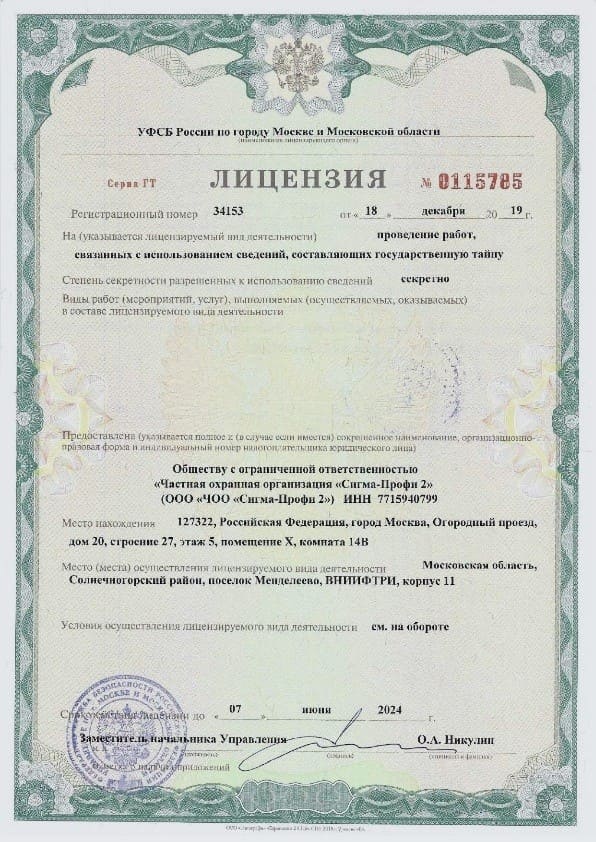 УФСБ России по городу Москве и Московской области
(наименование лицензирующего органа)
Серия ГТ ЛИЦЕНЗИЯ № 0115785
Регистрационный номер 34153 от « 18 » декабря 20 19 г.
На (указывается лицензируемый вид деятельности) проведение работ,
связанных с использованием сведений, составляющих государственную тайну
Степень секретности разрешенных к использованию сведений секретно
Виды работ (мероприятий, услуг), выполняемых (осуществляемых, оказываемых)
в составе лицензируемого вида деятельности
Предоставлена (указывается полное и (в случае если имеется) сокращенное наименование, организационно-
правовая форма и индивидуальный номер налогоплательщика юридического лица)
Обществу с ограниченной ответственностью
«Частная охранная организация «Сигма-Профи 2»
(ООО «ЧОО «Сигма-Профи 2») ИНН 7715940799
Место нахождения 127322, Российская Федерация, город Москва, Огородный проезд,
дом 20, строение 27, этаж 5, помещение X, комната 14В
Место (места) осуществления лицензируемого вида деятельности Московская область,
Солнечногорский район, поселок Менделеево, ВНИИФТРИ, корпус 11
Условия осуществления лицензируемого вида деятельности см. на обороте
Срок действия лицензии до « 07 » июня 2024 г.
Заместитель начальника Управления О.А. Никулин
(должность) (подпись) (инициалы и фамилия)
Отметка о наличии приложений